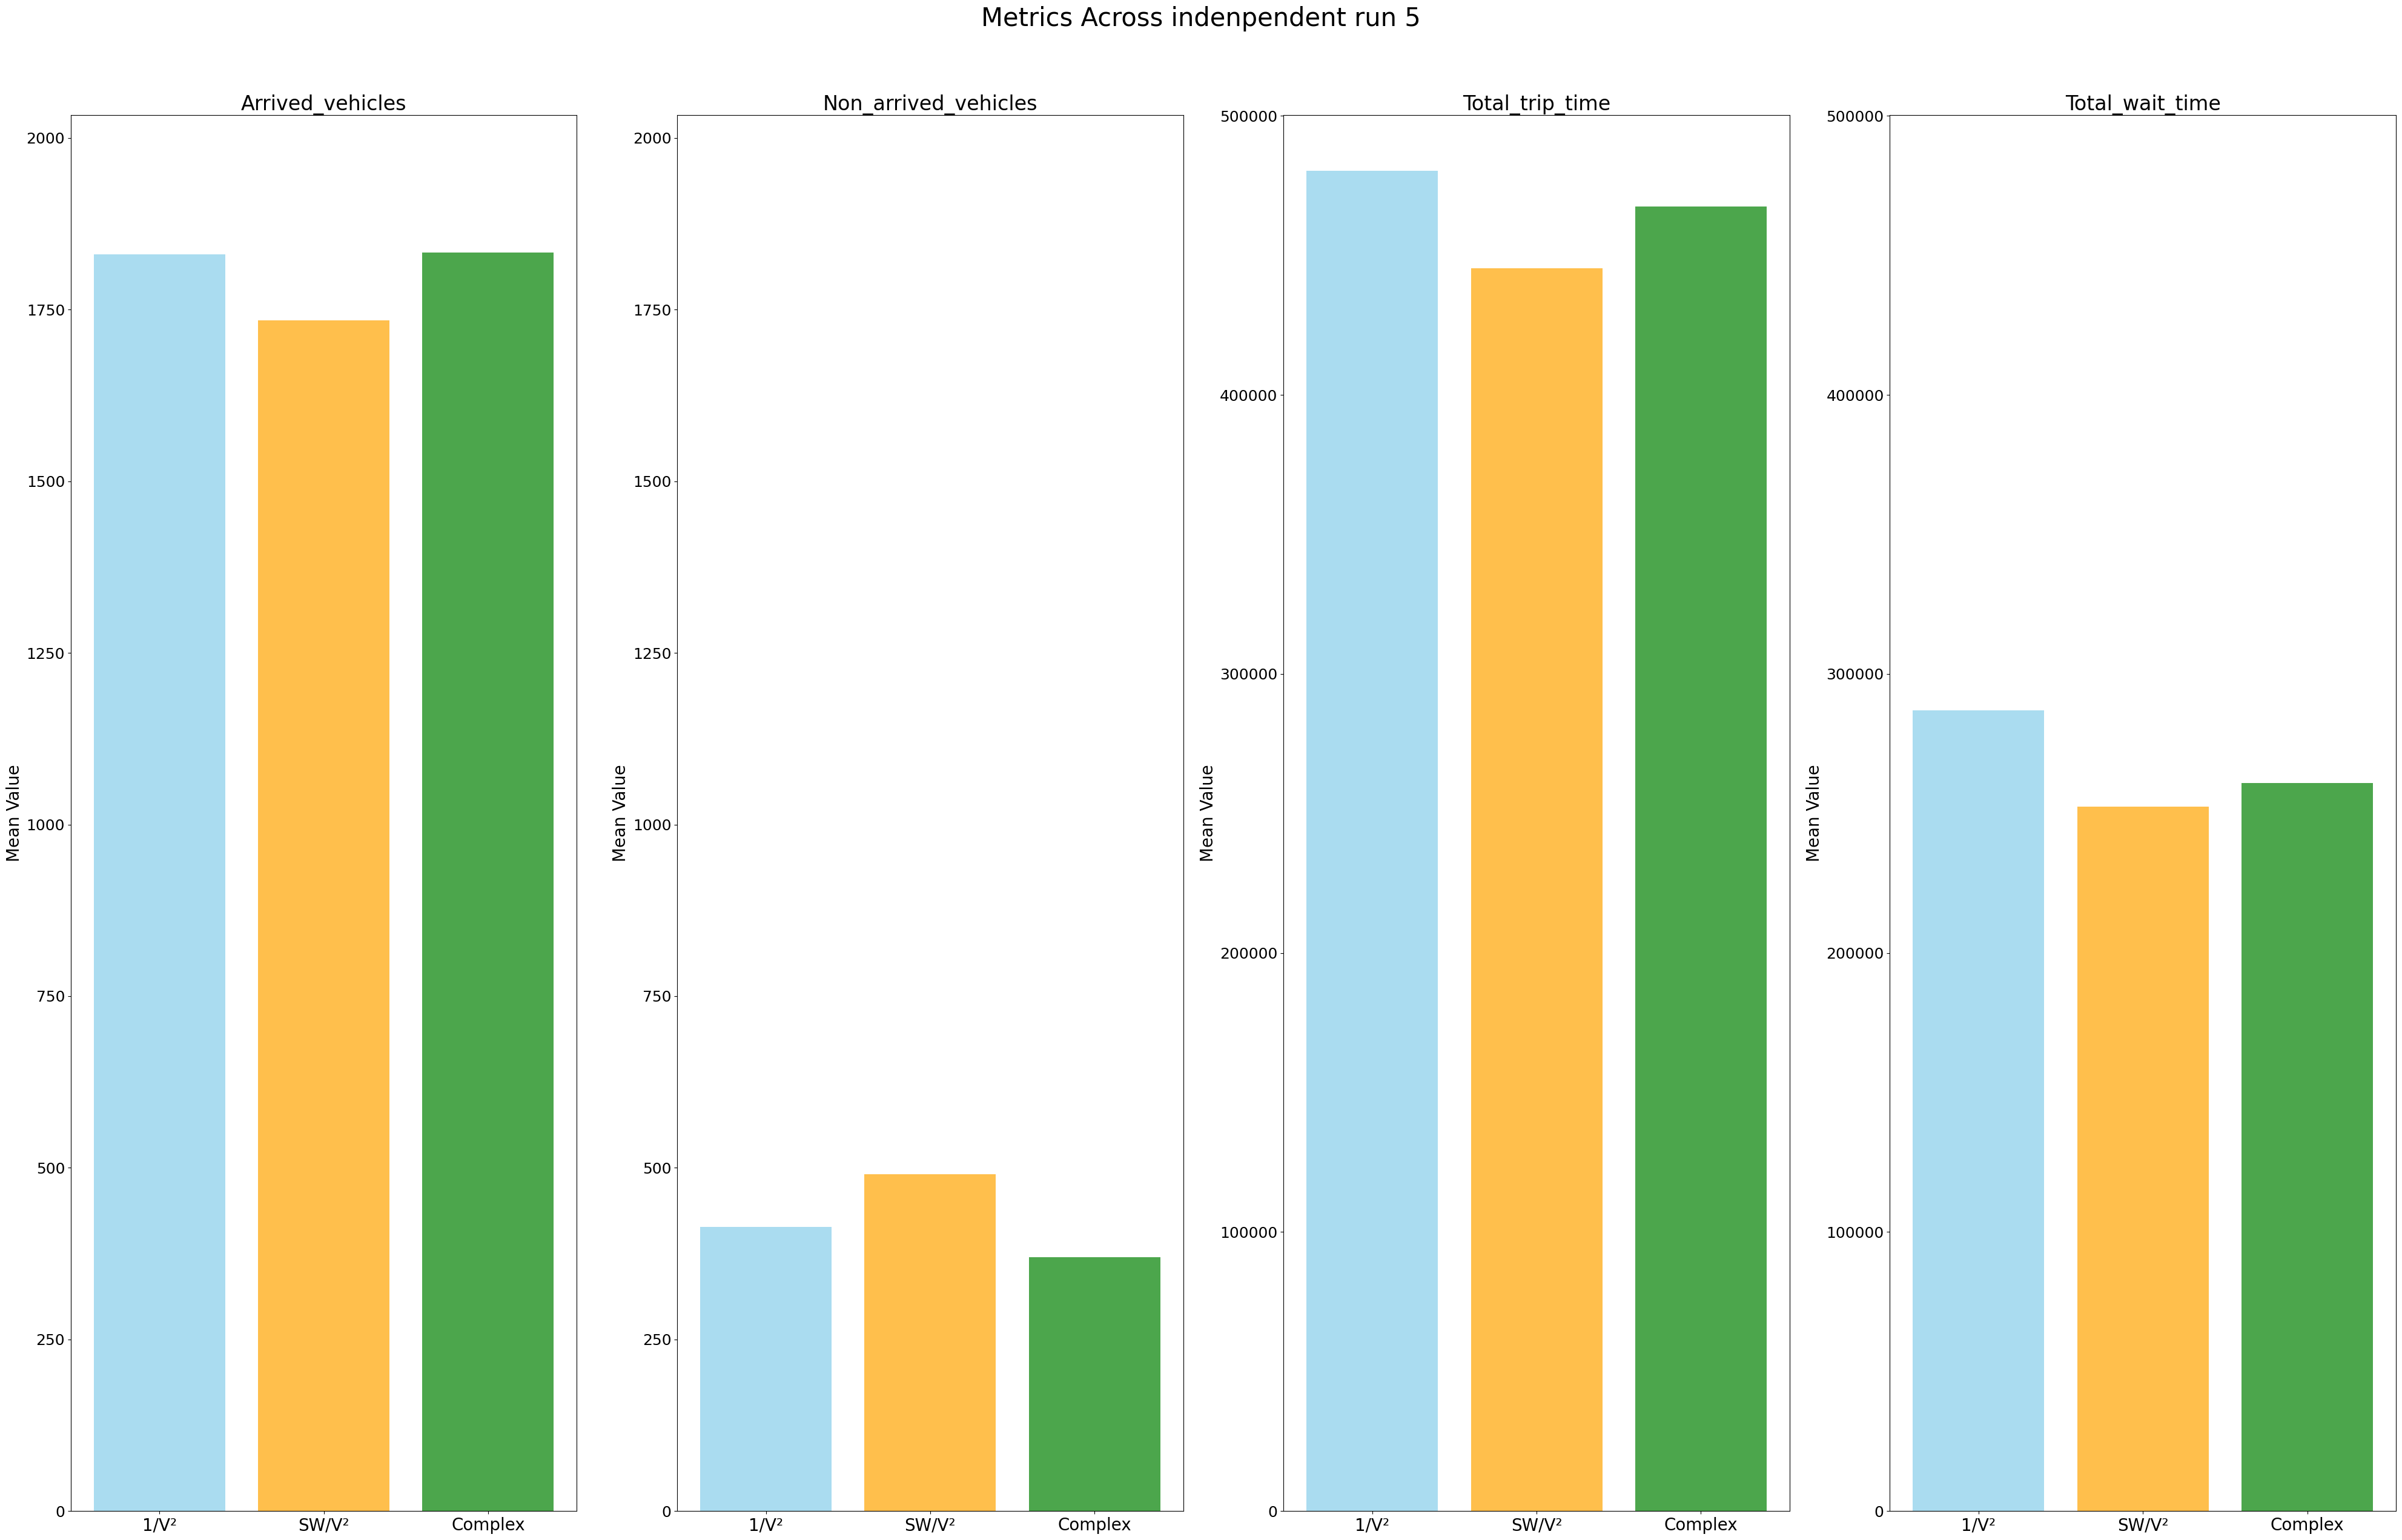 Metrics Across indenpendent run 5
Arrived_vehicles
Mean Value
2000
1750
1500
1250
1000
750
500
250
0
1/V²
SW/V²
Complex
Non_arrived_vehicles
Mean Value
2000
1750
1500
1250
1000
750
500
250
0
1/V²
SW/V²
Complex
Total_trip_time
Mean Value
500000
400000
300000
200000
100000
0
1/V²
SW/V²
Complex
Total_wait_time
Mean Value
500000
400000
300000
200000
100000
0
1/V²
SW/V²
Complex